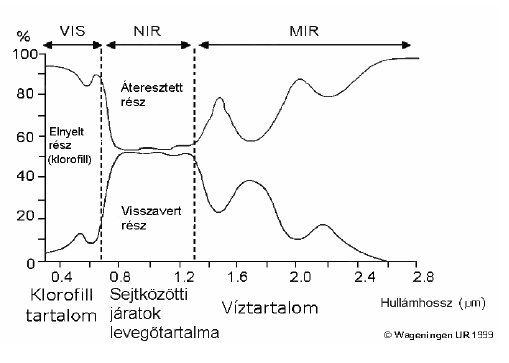 VIS NIR MIR
%
100
80
60
40
20
0
Áteresztett
rész
Elnyelt
rész
(klorofill)
Visszavert
rész
0.4 0.8 1.2 1.6 2.0 2.4 2.8
Klorofill
tartalom
Sejtközötti
járatok
levegőtartalma
Víztartalom
Hullámhossz (µm)
© Wageningen UR 1999